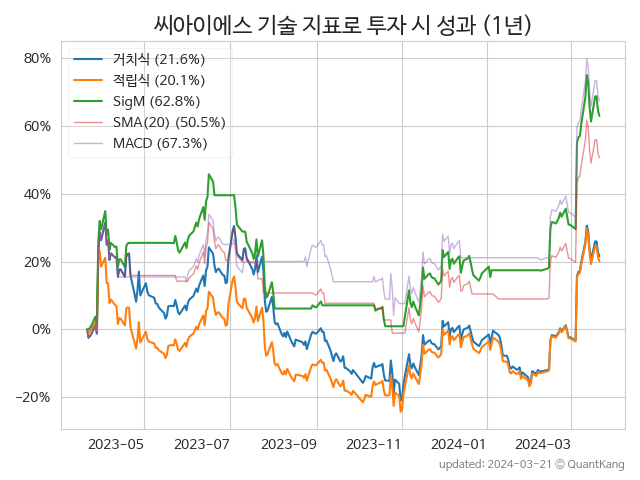 씨아이에스 기술 지표로 투자 시 성과 (1년)
80%
60%
40%
20%
0%
−20%
거치식 (21.6%)
적립식 (20.1%)
SigM (62.8%)
SMA(20) (50.5%)
MACD (67.3%)
2023-05
2023-07
2023-09
2023-11
2024-01
2024-03
updated: 2024-03-21 © QuantKang